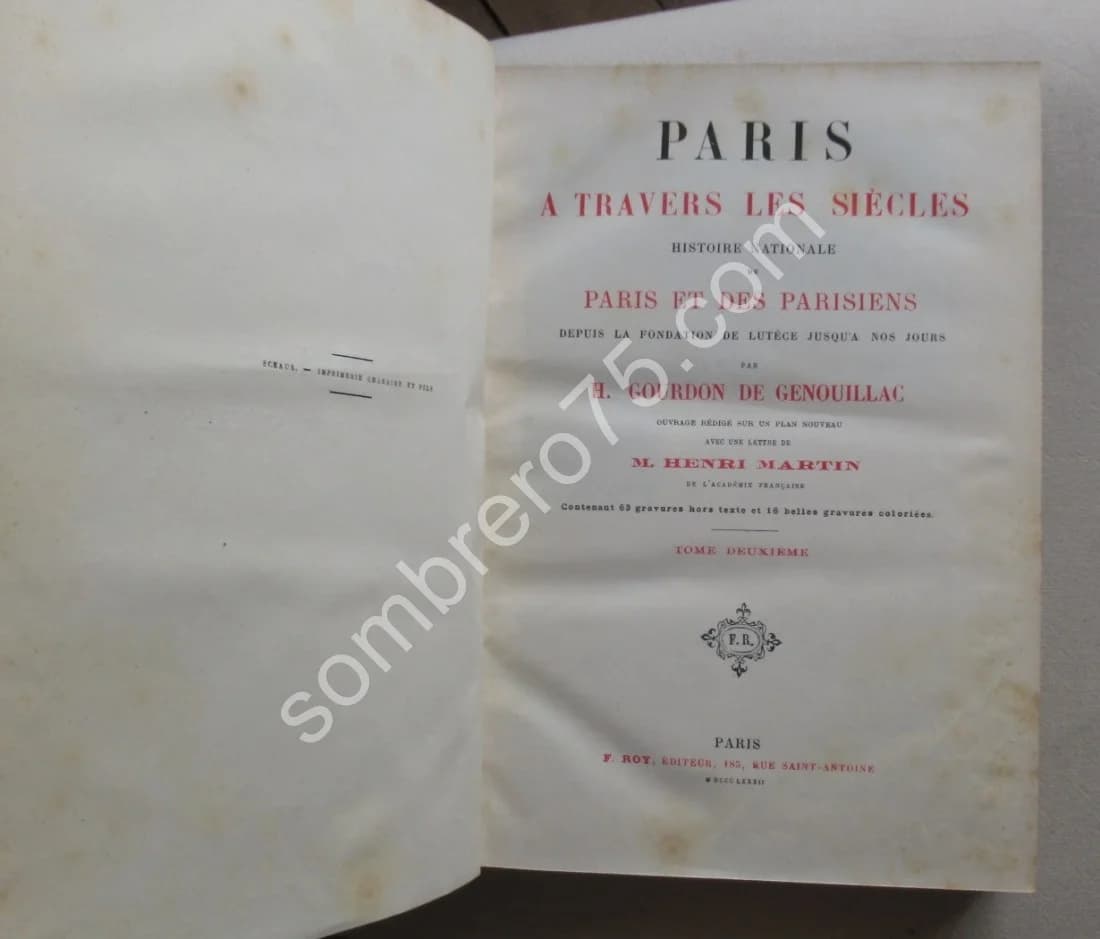 SCEAUX. — IMPRIMERIE CHARAIRE ET FILS
PARIS
A TRAVERS LES SIÈCLES
HISTOIRE NATIONALE
DE
PARIS ET DES PARISIENS
DEPUIS LA FONDATION DE LUTÈCE JUSQU'A NOS JOURS
PAR
H. GOURDON DE GENOUILLAC
OUVRAGE RÉDIGÉ SUR UN PLAN NOUVEAU
AVEC UNE LETTRE DE
M. HENRI MARTIN
DE L'ACADÉMIE FRANÇAISE
Contenant 63 gravures hors texte et 16 belles gravures coloriées.
TOME DEUXIÈME
F. R.
PARIS
F. ROY, ÉDITEUR, 185, RUE SAINT-ANTOINE
M DCCC LXXXII
sombrero75.com